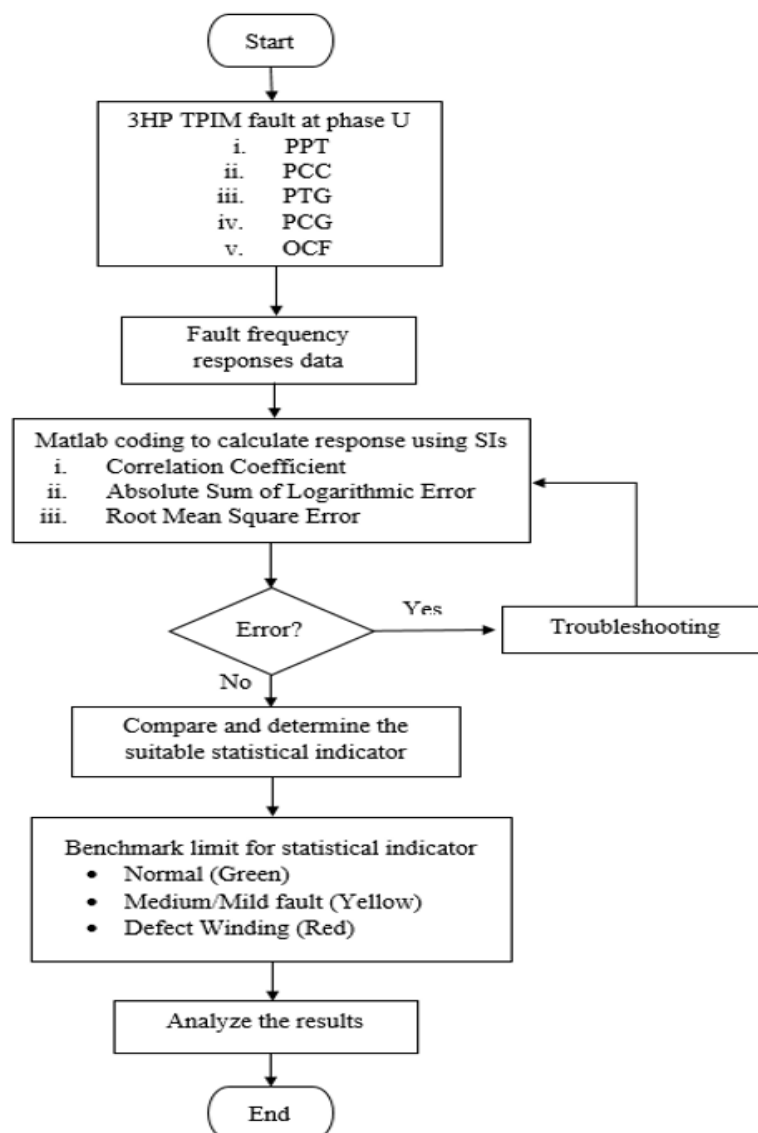 Start
3HP TPIM fault at phase U
i. PPT
ii. PCC
iii. PTG
iv. PCG
v. OCF
Fault frequency
responses data
Matlab coding to calculate response using SIs
i. Correlation Coefficient
ii. Absolute Sum of Logarithmic Error
iii. Root Mean Square Error
Error?
Yes
Troubleshooting
No
Compare and determine the
suitable statistical indicator
Benchmark limit for statistical indicator
• Normal (Green)
• Medium/Mild fault (Yellow)
• Defect Winding (Red)
Analyze the results
End